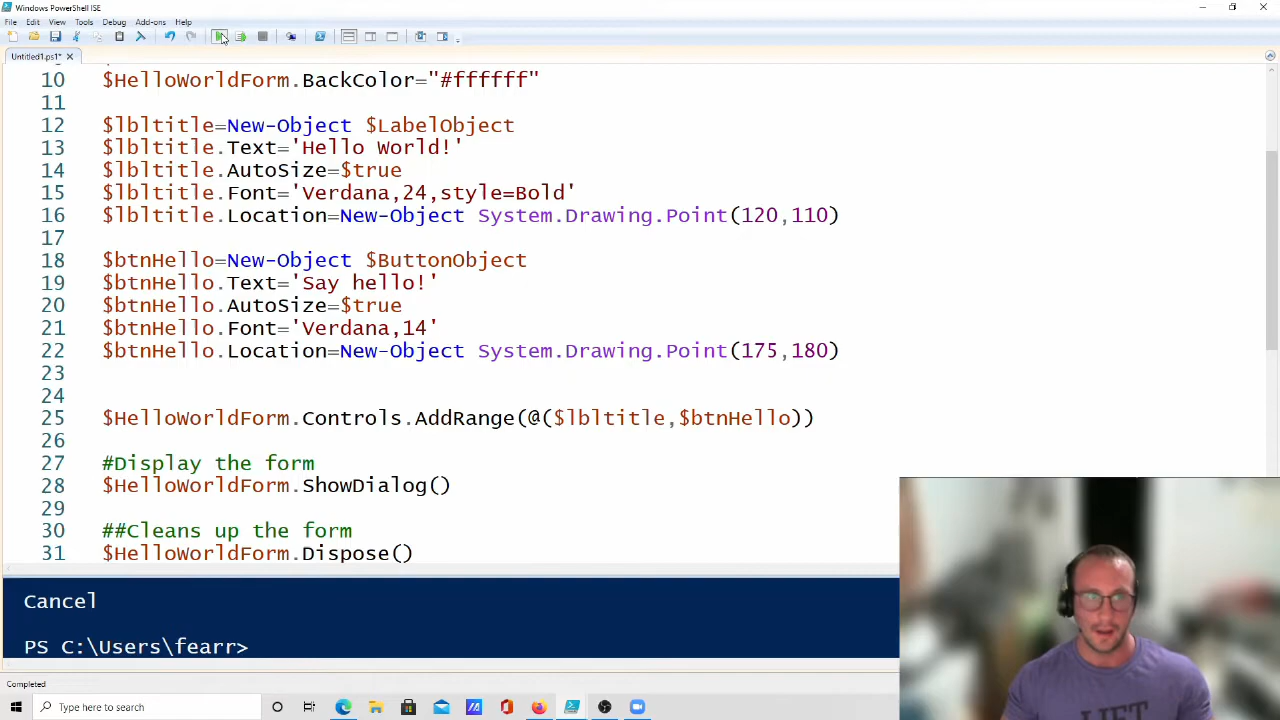 Windows PowerShell ISE
File Edit View Tools Debug Add-ons Help
Untitled1.ps1*
10 $HelloWorldForm.BackColor="#ffffff"
11
12 $lbltitle=New-Object $LabelObject
13 $lbltitle.Text='Hello World!'
14 $lbltitle.AutoSize=$true
15 $lbltitle.Font='Verdana,24,style=Bold'
16 $lbltitle.Location=New-Object System.Drawing.Point(120,110)
17
18 $btnHello=New-Object $ButtonObject
19 $btnHello.Text='Say hello!'
20 $btnHello.AutoSize=$true
21 $btnHello.Font='Verdana,14'
22 $btnHello.Location=New-Object System.Drawing.Point(175,180)
23
24
25 $HelloWorldForm.Controls.AddRange(@($lbltitle,$btnHello))
26
27 #Display the form
28 $HelloWorldForm.ShowDialog()
29
30 ##Cleans up the form
31 $HelloWorldForm.Dispose()
Cancel
PS C:\Users\fearr>
Completed
Type here to search